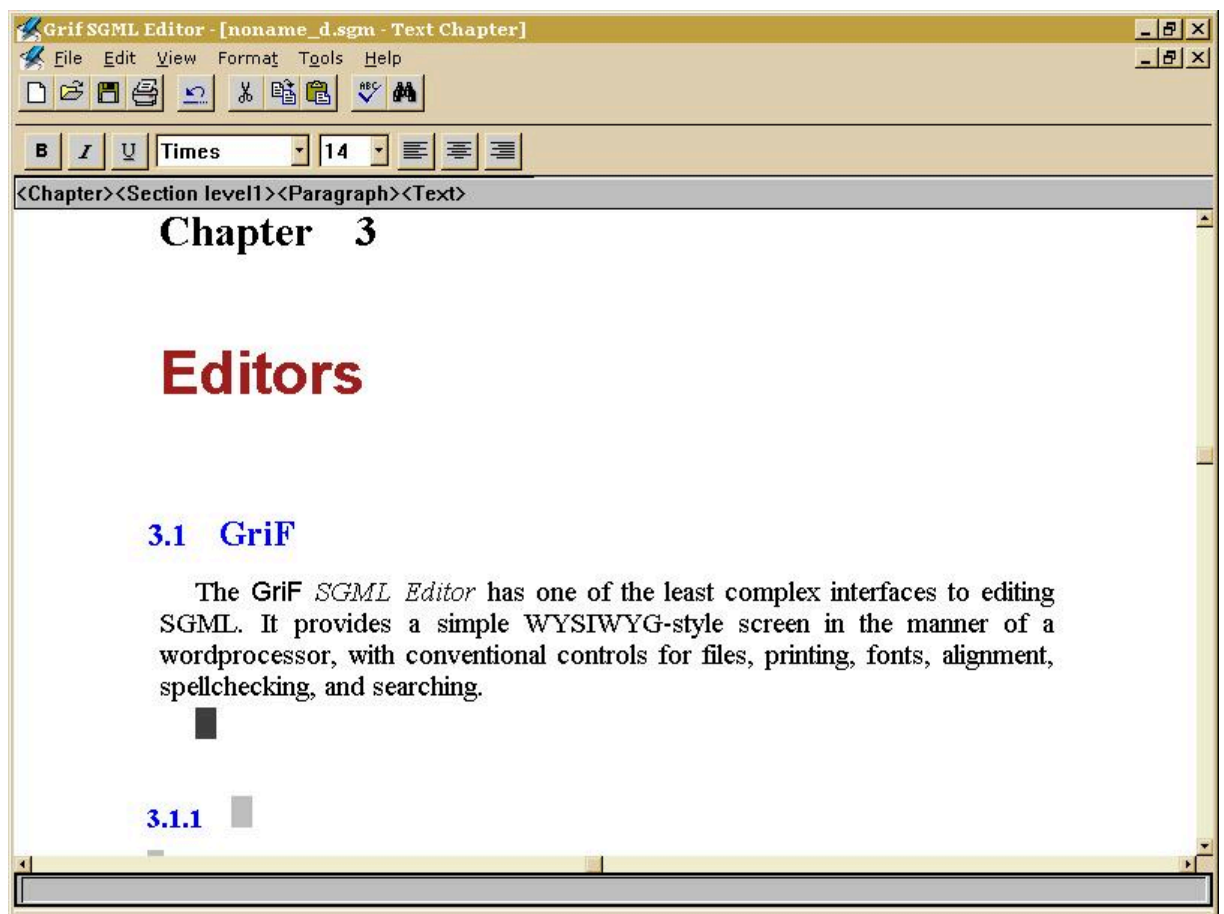 Grif SGML Editor - [noname_d.sgm - Text Chapter]
File Edit View Format Tools Help
ABC
B I U Times 14
<Chapter><Section level1><Paragraph><Text>
Chapter 3
Editors
3.1 GriF
The GriF SGML Editor has one of the least complex interfaces to editing
SGML. It provides a simple WYSIWYG-style screen in the manner of a
wordprocessor, with conventional controls for files, printing, fonts, alignment,
spellchecking, and searching.
3.1.1